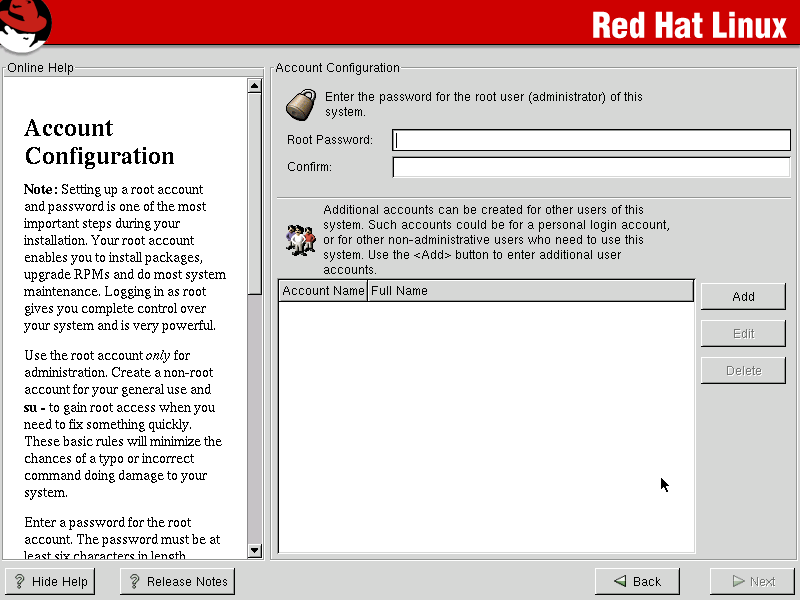 Red Hat Linux
Online Help
Account
Configuration
Note: Setting up a root account
and password is one of the most
important steps during your
installation. Your root account
enables you to install packages,
upgrade RPMs and do most system
maintenance. Logging in as root
gives you complete control over
your system and is very powerful.
Use the root account only for
administration. Create a non-root
account for your general use and
su - to gain root access when you
need to fix something quickly.
These basic rules will minimize the
chances of a typo or incorrect
command doing damage to your
system.
Enter a password for the root
account. The password must be at
least six characters in length.
Account Configuration
Enter the password for the root user (administrator) of this
system.
Root Password:
Confirm:
Additional accounts can be created for other users of this
system. Such accounts could be for a personal login account,
or for other non-administrative users who need to use this
system. Use the <Add> button to enter additional user
accounts.
Account Name Full Name
Add
Edit
Delete
Hide Help
Release Notes
Back
Next